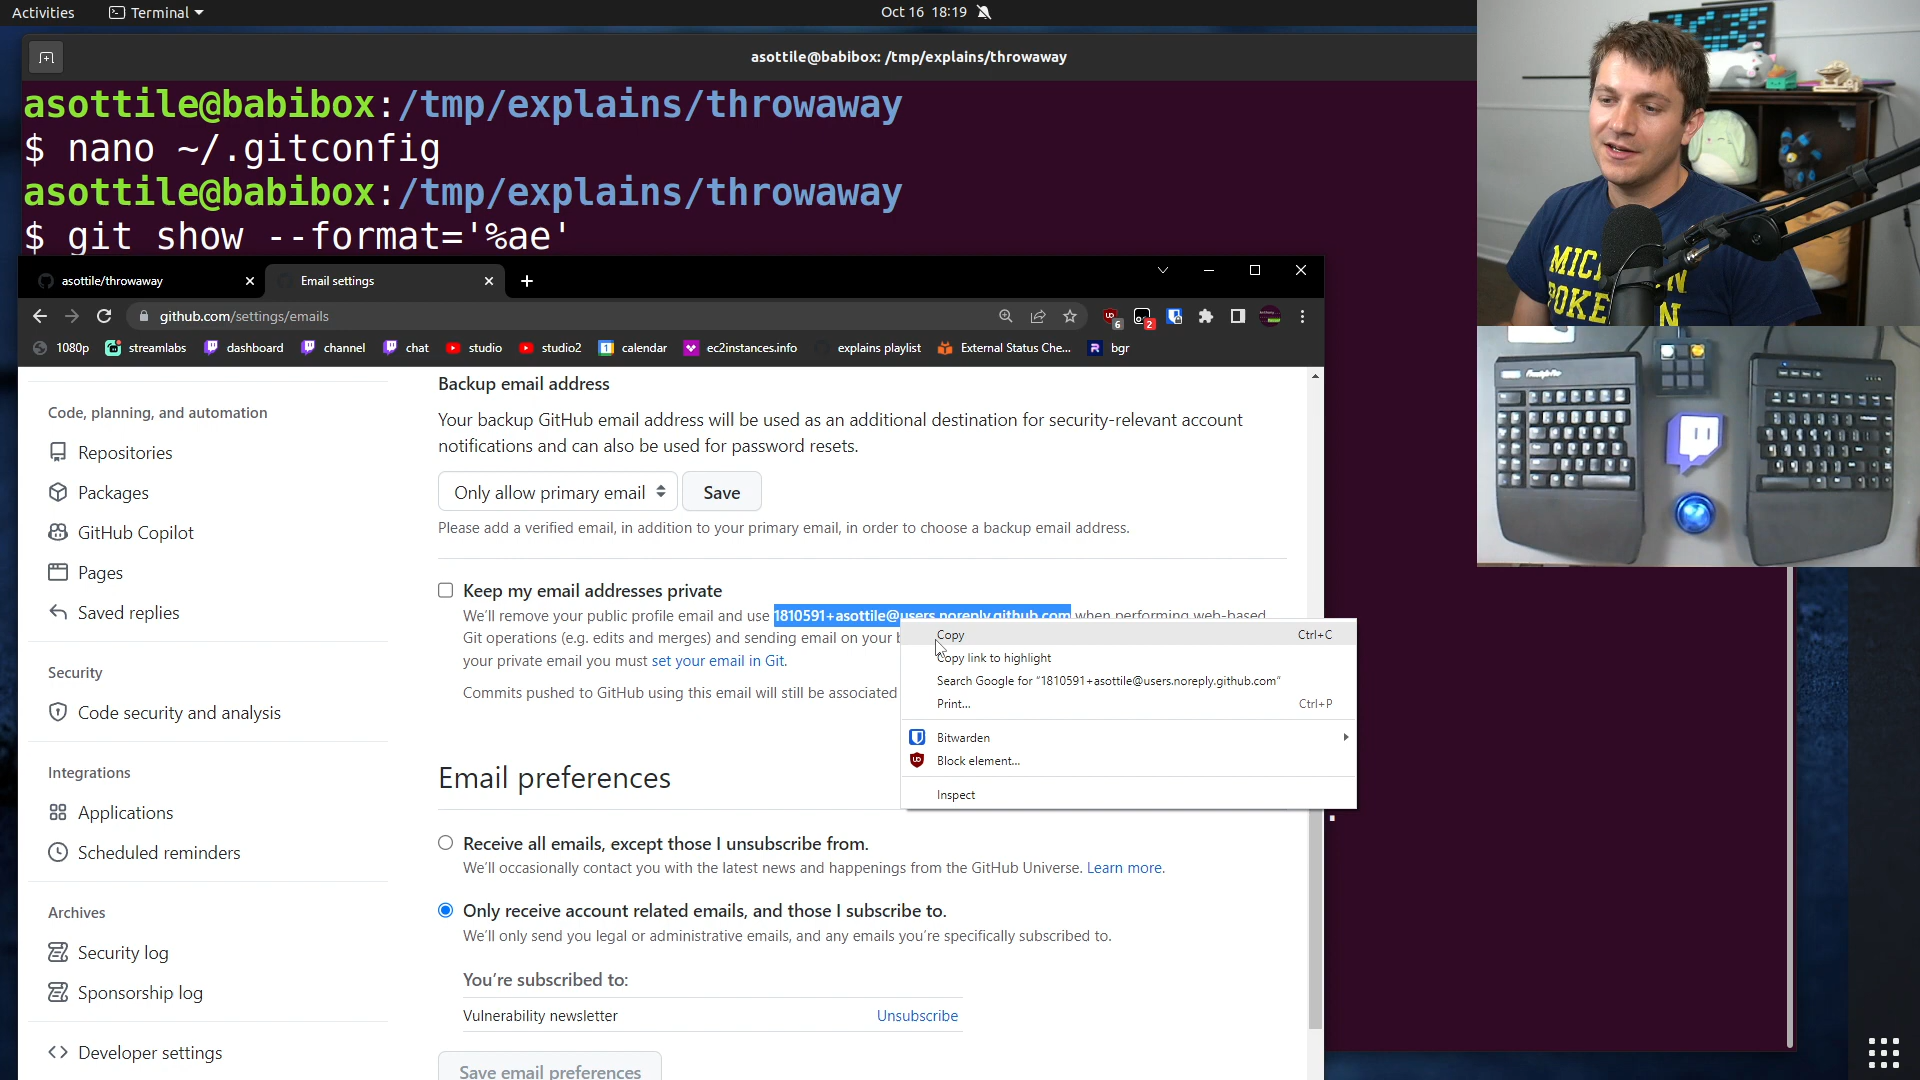 Activities
Terminal
Oct 16 18:19
asottile@babibox: /tmp/explains/throwaway
asottile@babibox:/tmp/explains/throwaway
$ nano ~/.gitconfig
asottile@babibox:/tmp/explains/throwaway
$ git show --format='%ae'
asottile/throwaway
Email settings
github.com/settings/emails
6
2
1080p
streamlabs
dashboard
channel
chat
studio
studio2
1 calendar
ec2instances.info
explains playlist
External Status Che...
R bgr
Code, planning, and automation
Repositories
Packages
GitHub Copilot
Pages
Saved replies
Security
Code security and analysis
Integrations
Applications
Scheduled reminders
Archives
Security log
Sponsorship log
Developer settings
Backup email address
Your backup GitHub email address will be used as an additional destination for security-relevant account
notifications and can also be used for password resets.
Only allow primary email
Save
Please add a verified email, in addition to your primary email, in order to choose a backup email address.
Keep my email addresses private
We'll remove your public profile email and use 1810591+asottile@users.noreply.github.com when performing web-based
Git operations (e.g. edits and merges) and sending email on your b
your private email you must set your email in Git.
Commits pushed to GitHub using this email will still be associated
Copy Ctrl+C
Copy link to highlight
Search Google for "1810591+asottile@users.noreply.github.com"
Print... Ctrl+P
Bitwarden
Block element...
Inspect
Email preferences
Receive all emails, except those I unsubscribe from.
We'll occasionally contact you with the latest news and happenings from the GitHub Universe. Learn more.
Only receive account related emails, and those I subscribe to.
We'll only send you legal or administrative emails, and any emails you're specifically subscribed to.
You're subscribed to:
Vulnerability newsletter
Unsubscribe
Save email preferences